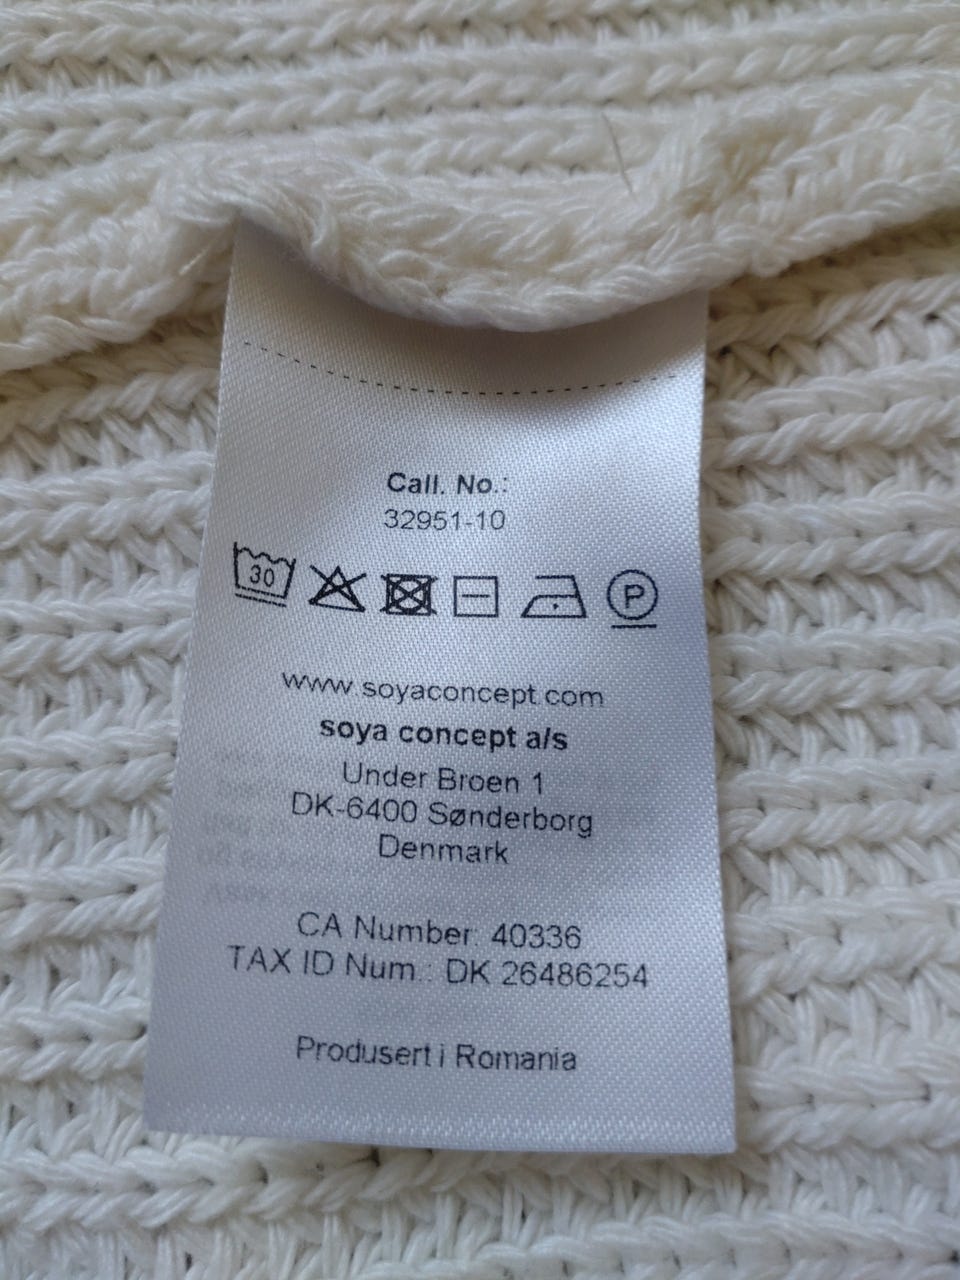 Call. No.:
32951-10
30
P
www.soyaconcept.com
soya concept a/s
Under Broen 1
DK-6400 Sønderborg
Denmark
CA Number: 40336
TAX ID Num.: DK 26486254
Produsert i Romania